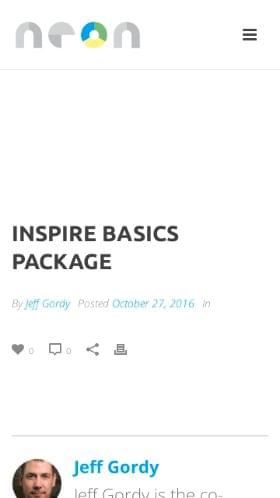 neon
INSPIRE BASICS
PACKAGE
By Jeff Gordy Posted October 27, 2016 In
0 0
Jeff Gordy
Jeff Gordy is the co-